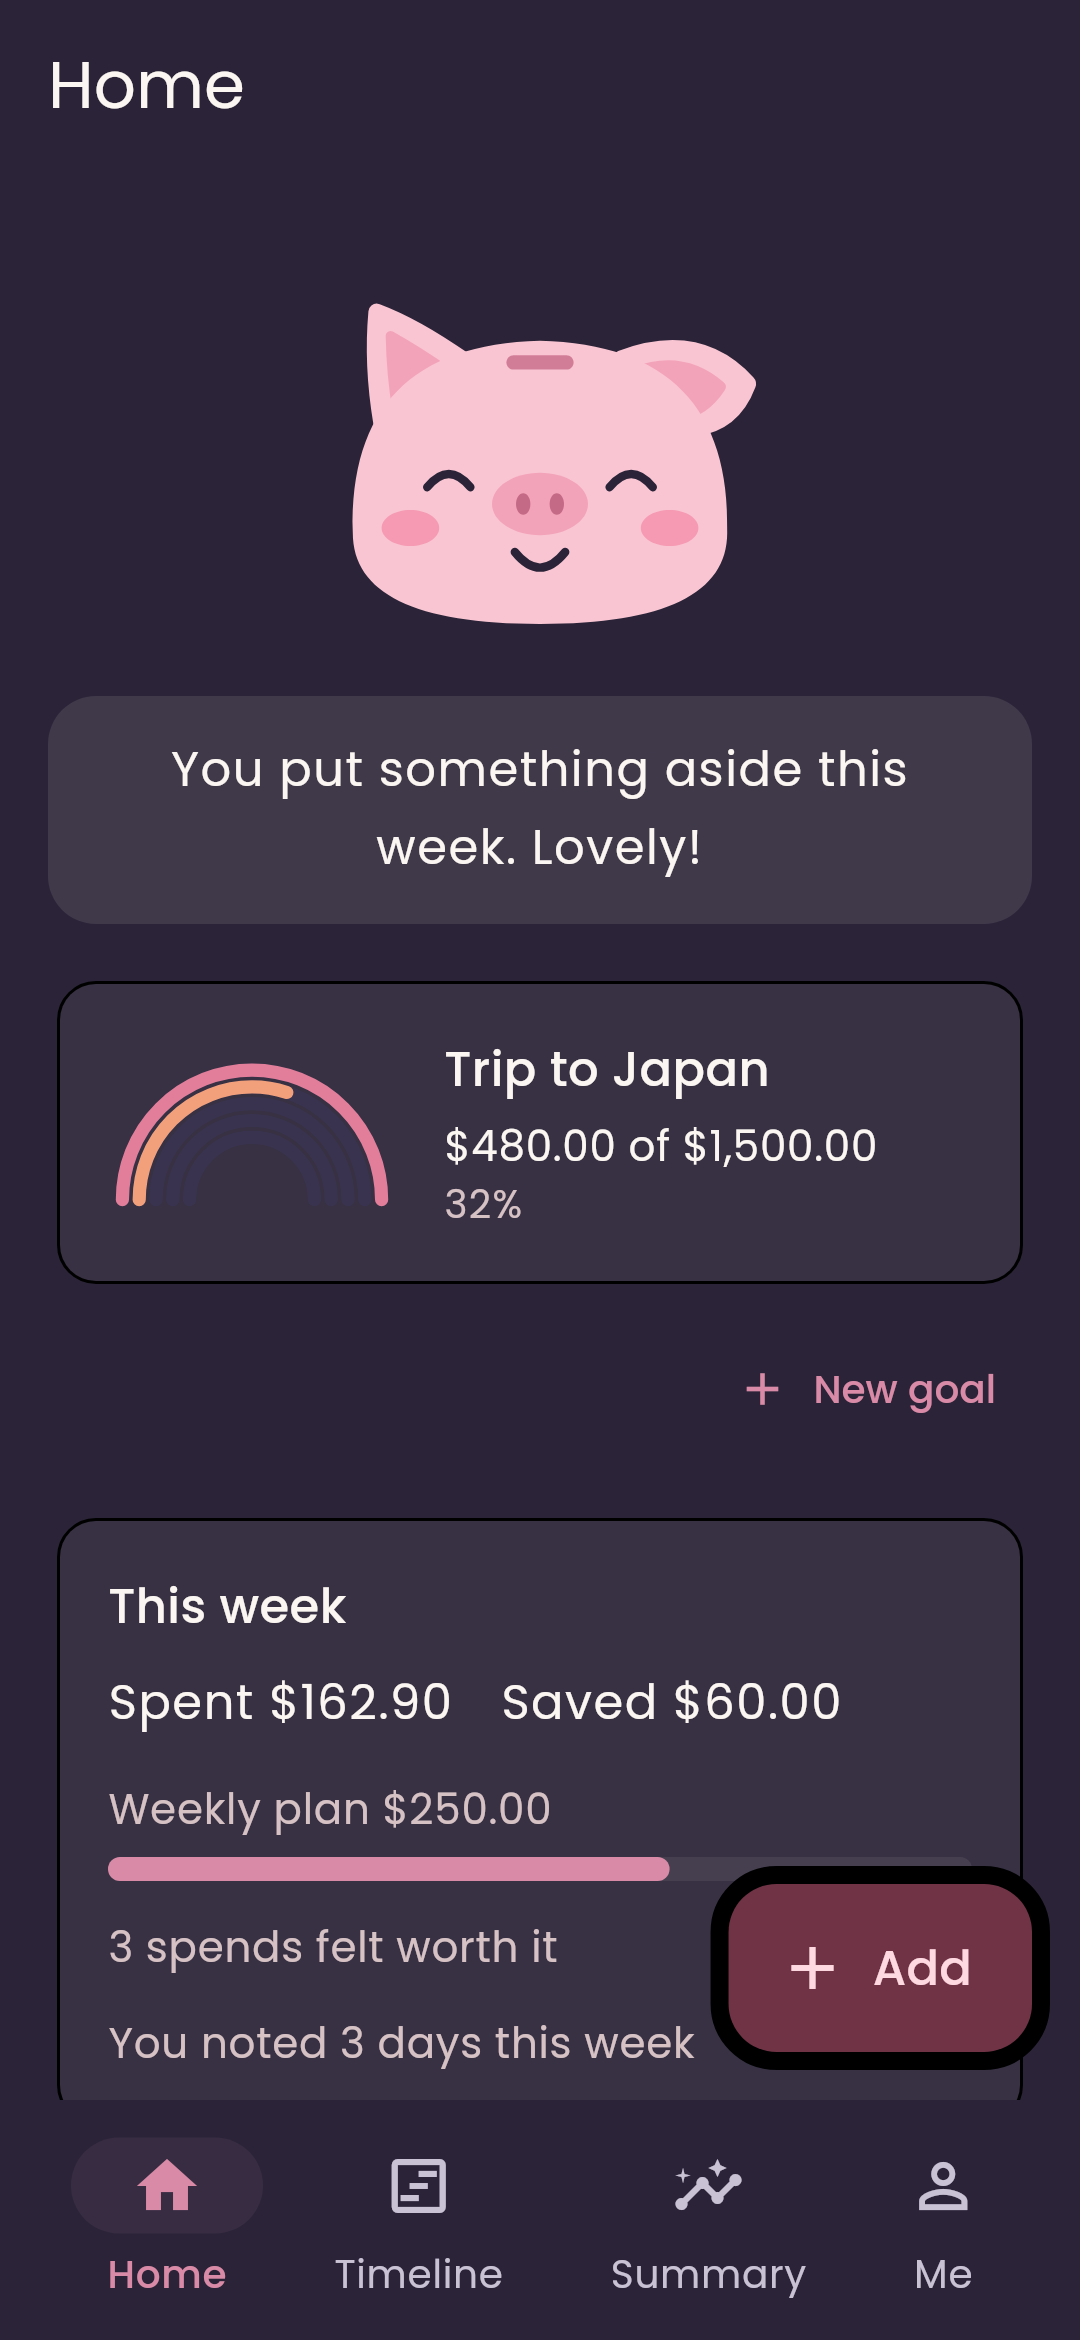 Home
You put something aside this
week. Lovely!
Trip to Japan
$480.00 of $1,500.00
32%
New goal
This week
Spent $162.90 Saved $60.00
Weekly plan $250.00
3 spends felt worth it
Add
You noted 3 days this week
Home Timeline Summary Me